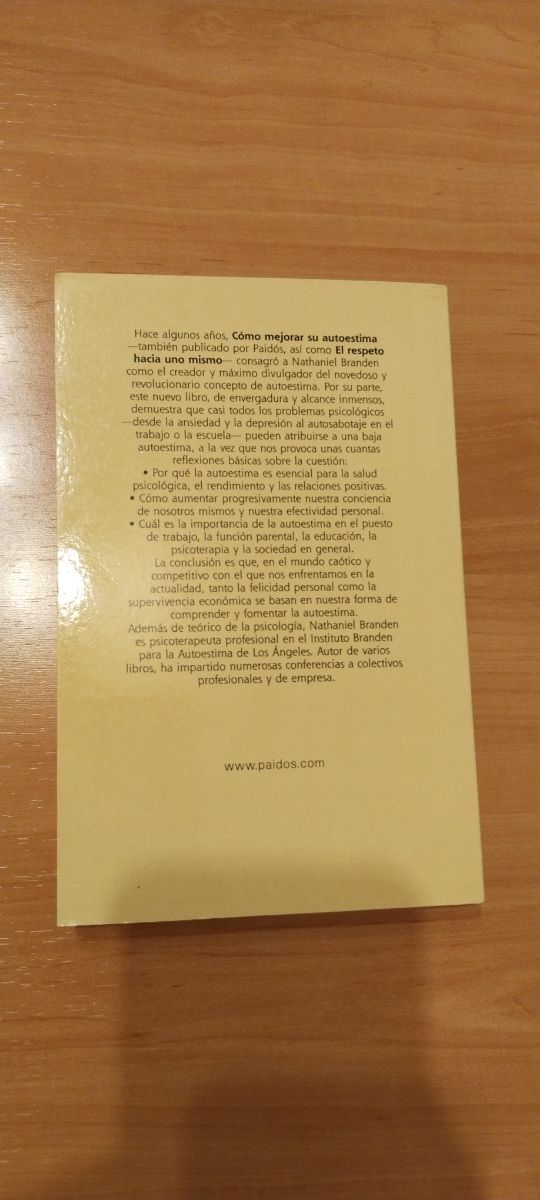 Hace algunos años, Cómo mejorar su autoestima
—también publicado por Paidós, así como El respeto
hacia uno mismo— consagró a Nathaniel Branden
como el creador y máximo divulgador del novedoso y
revolucionario concepto de autoestima. Por su parte,
este nuevo libro, de envergadura y alcance inmensos,
demuestra que casi todos los problemas psicológicos
—desde la ansiedad y la depresión al autosabotaje en el
trabajo o la escuela— pueden atribuirse a una baja
autoestima, a la vez que nos provoca unas cuantas
reflexiones básicas sobre la cuestión:
• Por qué la autoestima es esencial para la salud
psicológica, el rendimiento y las relaciones positivas.
• Cómo aumentar progresivamente nuestra conciencia
de nosotros mismos y nuestra efectividad personal.
• Cuál es la importancia de la autoestima en el puesto
de trabajo, la función parental, la educación, la
psicoterapia y la sociedad en general.
La conclusión es que, en el mundo caótico y
competitivo con el que nos enfrentamos en la
actualidad, tanto la felicidad personal como la
supervivencia económica se basan en nuestra forma de
comprender y fomentar la autoestima.
Además de teórico de la psicología, Nathaniel Branden
es psicoterapeuta profesional en el Instituto Branden
para la Autoestima de Los Ángeles. Autor de varios
libros, ha impartido numerosas conferencias a colectivos
profesionales y de empresa.
www.paidos.com